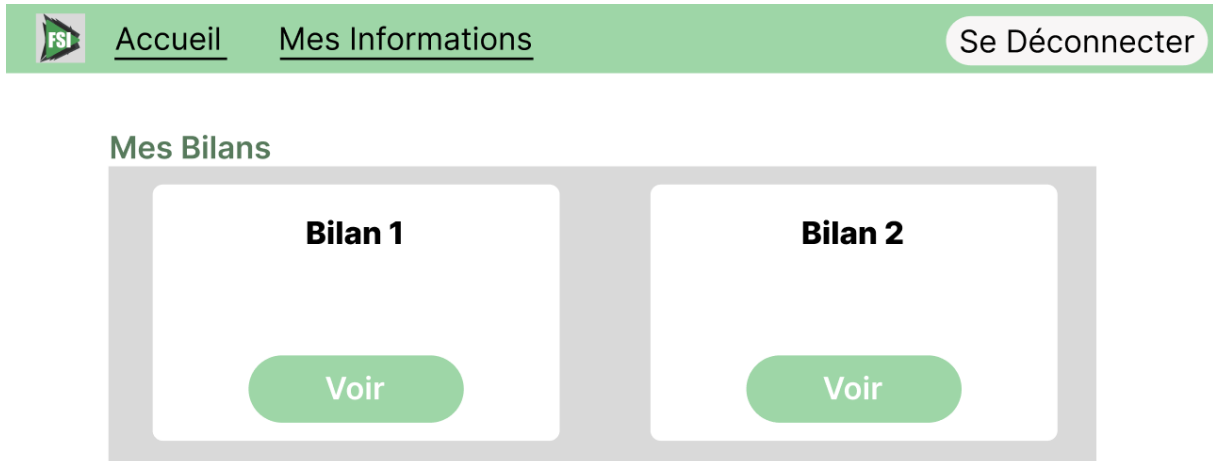 FSI Accueil Mes Informations Se Déconnecter
Mes Bilans
Bilan 1 Bilan 2
Voir Voir